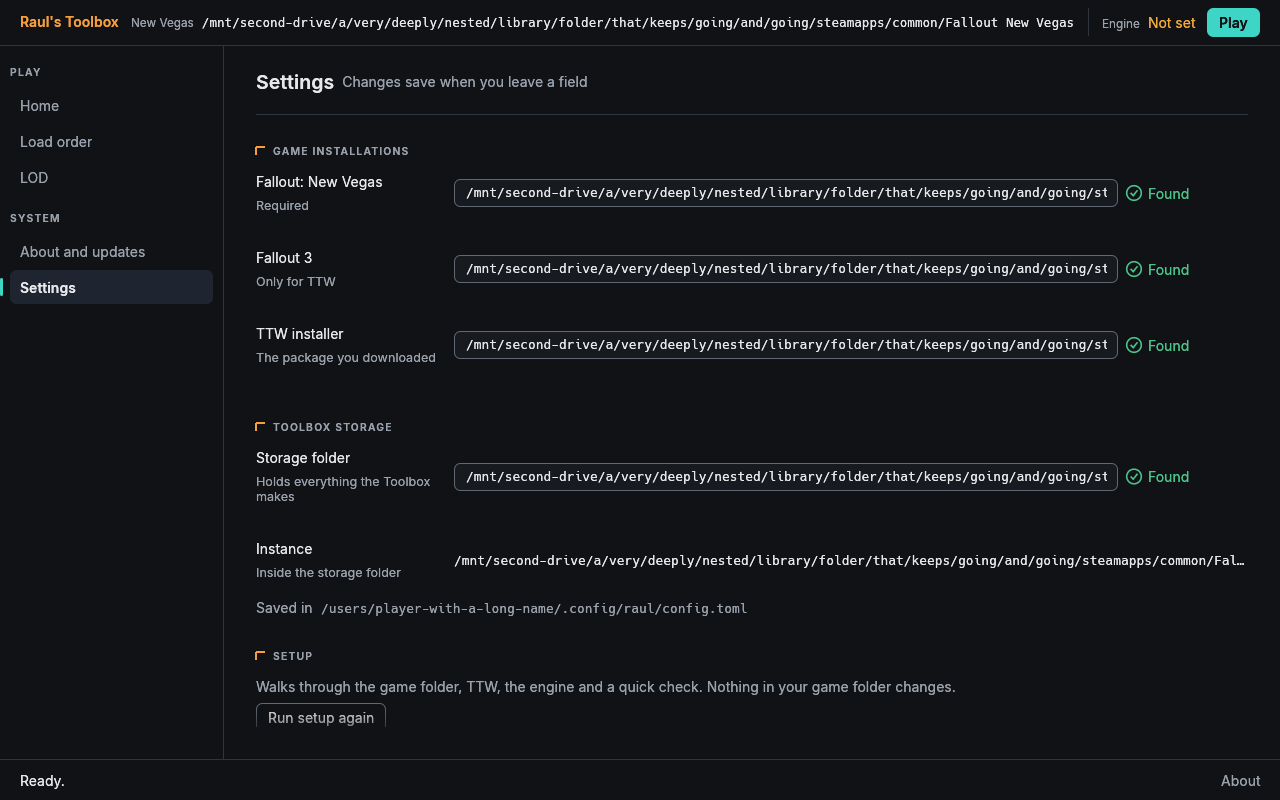 Raul's Toolbox New Vegas /mnt/second-drive/a/very/deeply/nested/library/folder/that/keeps/going/and/going/steamapps/common/Fallout New Vegas Engine Not set Play
PLAY
Home
Load order
LOD
SYSTEM
About and updates
Settings
Settings Changes save when you leave a field
GAME INSTALLATIONS
Fallout: New Vegas
Required
/mnt/second-drive/a/very/deeply/nested/library/folder/that/keeps/going/and/going/st Found
Fallout 3
Only for TTW
/mnt/second-drive/a/very/deeply/nested/library/folder/that/keeps/going/and/going/st Found
TTW installer
The package you downloaded
/mnt/second-drive/a/very/deeply/nested/library/folder/that/keeps/going/and/going/st Found
TOOLBOX STORAGE
Storage folder
Holds everything the Toolbox
makes
/mnt/second-drive/a/very/deeply/nested/library/folder/that/keeps/going/and/going/st Found
Instance
Inside the storage folder
/mnt/second-drive/a/very/deeply/nested/library/folder/that/keeps/going/and/going/steamapps/common/Fal…
Saved in /users/player-with-a-long-name/.config/raul/config.toml
SETUP
Walks through the game folder, TTW, the engine and a quick check. Nothing in your game folder changes.
Run setup again
Ready.
About